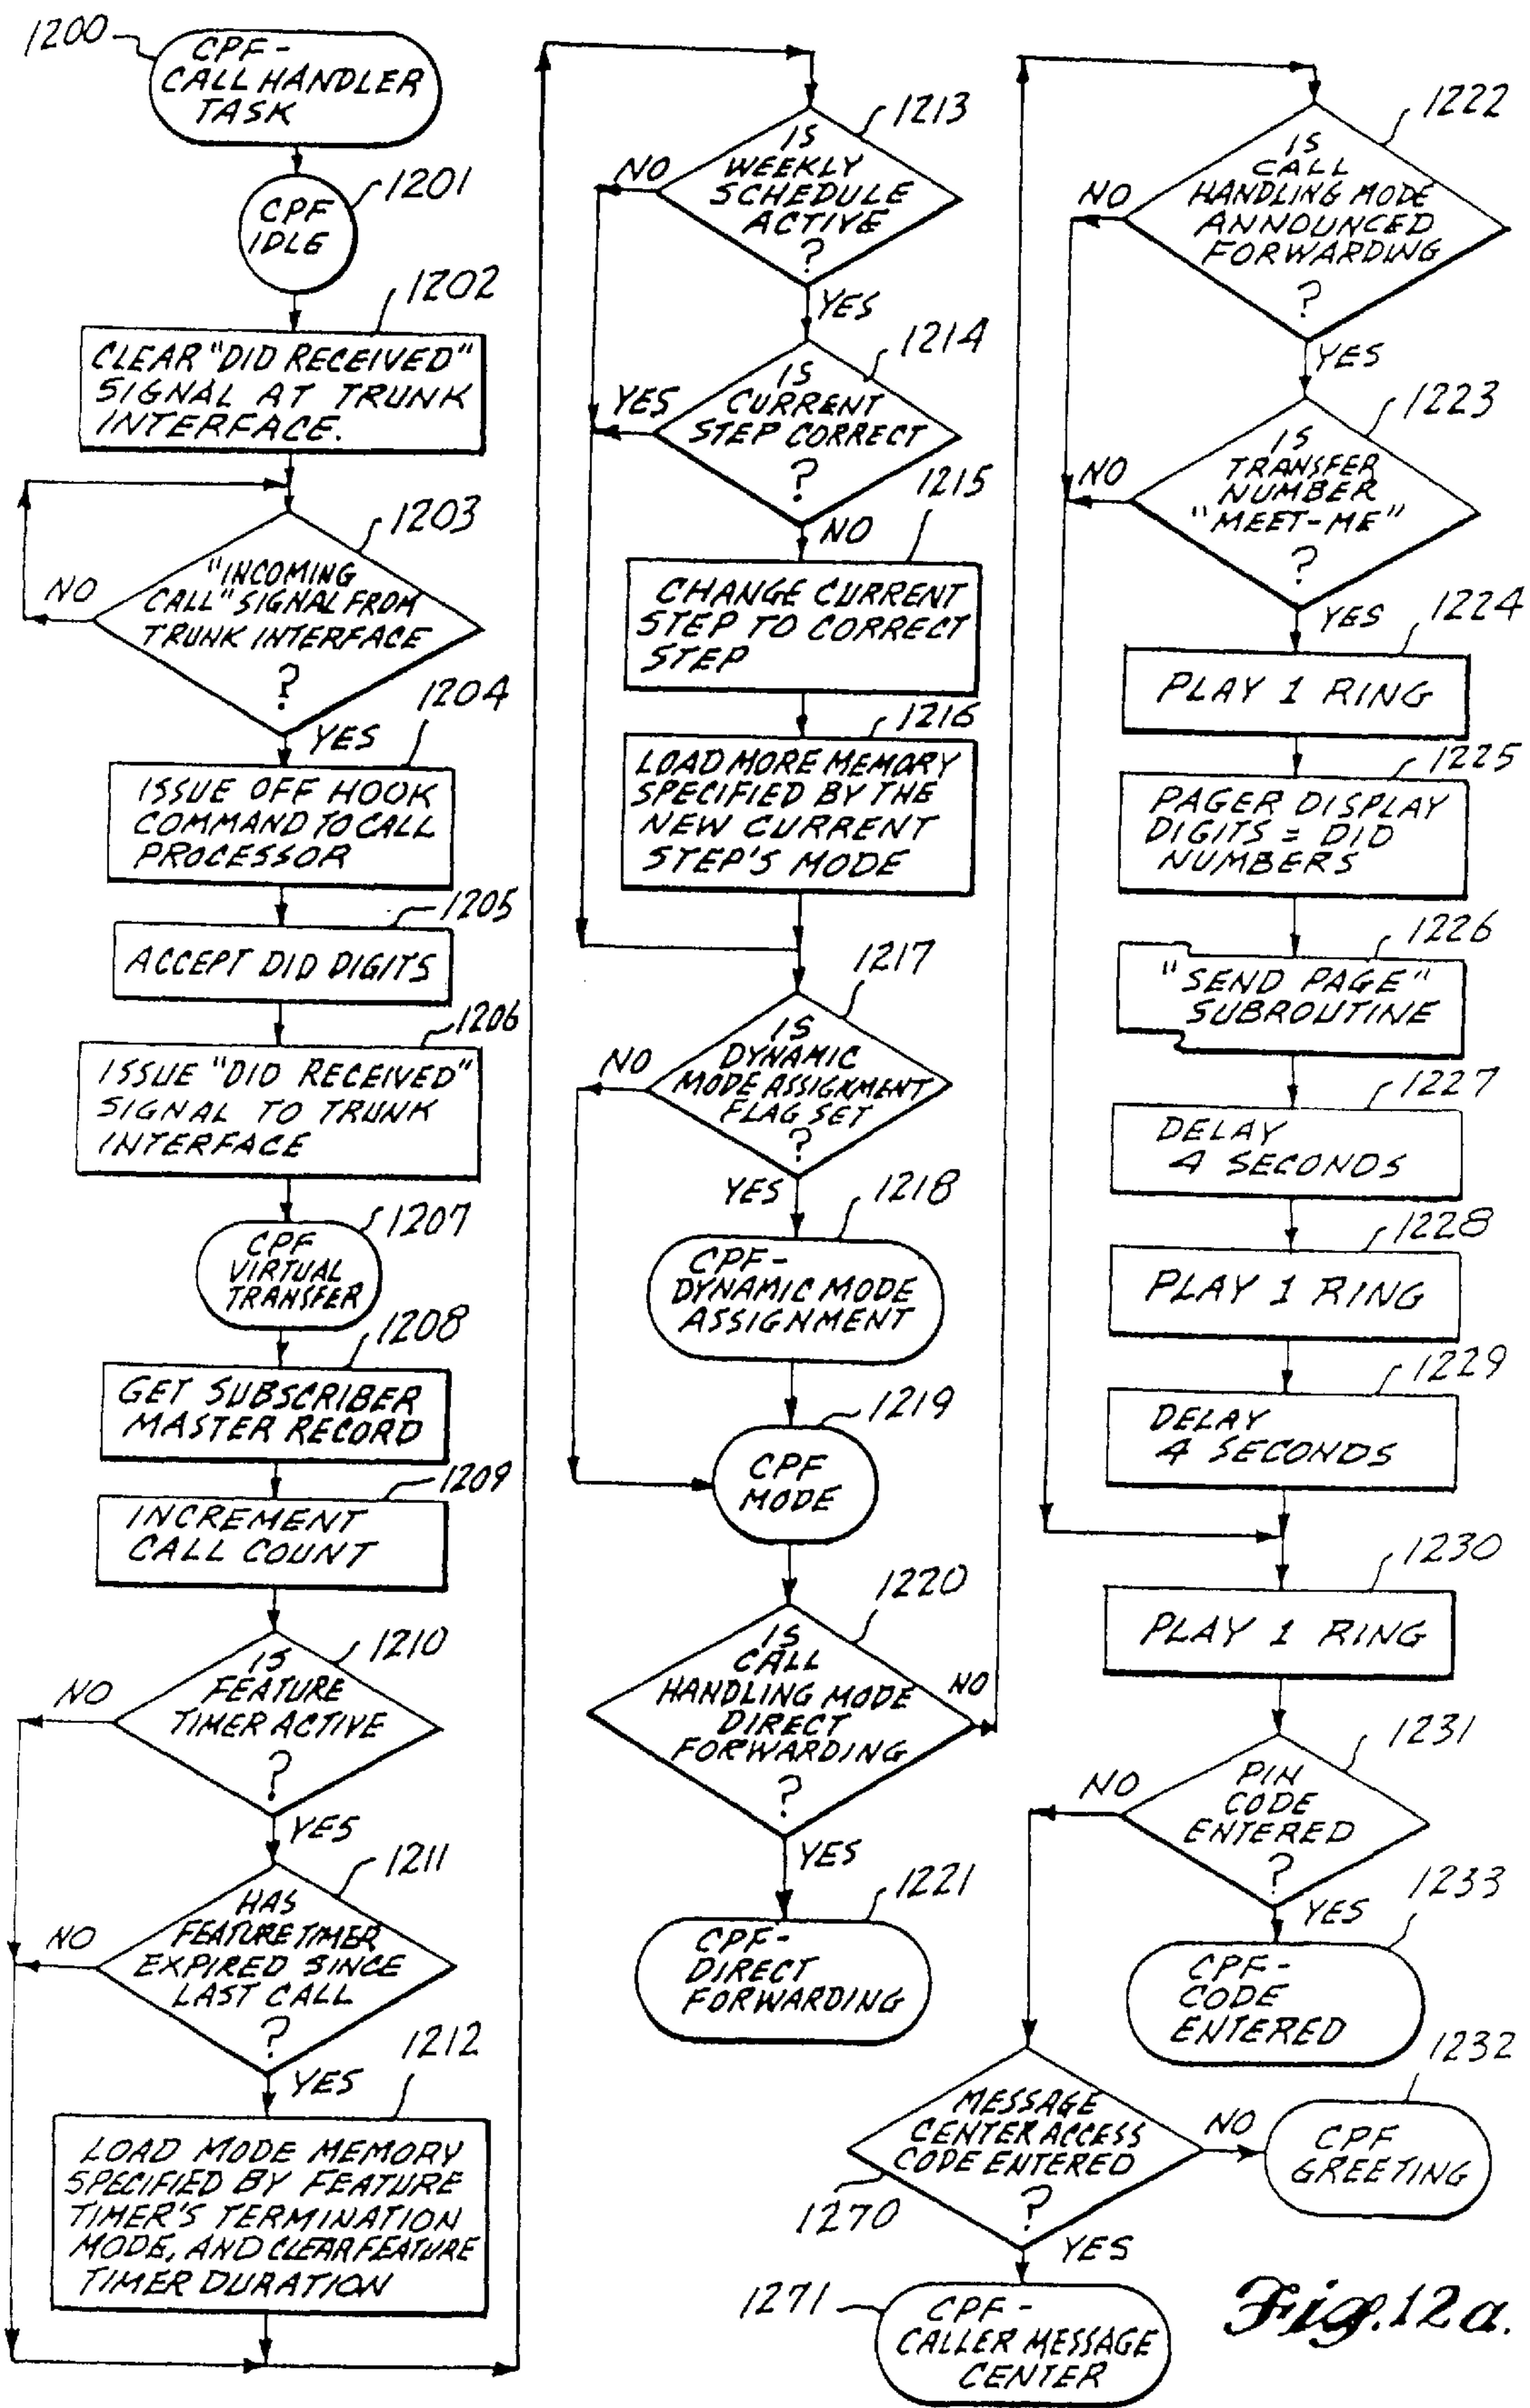 1200
CPF-
CALL HANDLER
TASK
1201
CPF
IDLE
1202
CLEAR "DID RECEIVED"
SIGNAL AT TRUNK
INTERFACE.
1203
"INCOMING
CALL" SIGNAL FROM
TRUNK INTERFACE
?
NO
YES
1204
ISSUE OFF HOOK
COMMAND TO CALL
PROCESSOR
1205
ACCEPT DID DIGITS
1206
ISSUE "DID RECEIVED"
SIGNAL TO TRUNK
INTERFACE
1207
CPF
VIRTUAL
TRANSFER
1208
GET SUBSCRIBER
MASTER RECORD
1209
INCREMENT
CALL COUNT
1210
IS
FEATURE
TIMER ACTIVE
?
NO
YES
1211
HAS
FEATURE TIMER
EXPIRED SINCE
LAST CALL
?
NO
YES
1212
LOAD MODE MEMORY
SPECIFIED BY FEATURE
TIMER'S TERMINATION
MODE, AND CLEAR FEATURE
TIMER DURATION
1213
IS
WEEKLY
SCHEDULE
ACTIVE
?
NO
YES
1214
IS
CURRENT
STEP CORRECT
?
YES
NO
1215
CHANGE CURRENT
STEP TO CORRECT
STEP
1216
LOAD MORE MEMORY
SPECIFIED BY THE
NEW CURRENT
STEP'S MODE
1217
IS
DYNAMIC
MODE ASSIGNMENT
FLAG SET
?
NO
YES
1218
CPF-
DYNAMIC MODE
ASSIGNMENT
1219
CPF
MODE
1220
IS
CALL
HANDLING MODE
DIRECT
FORWARDING
?
NO
YES
1221
CPF-
DIRECT
FORWARDING
1222
IS
CALL
HANDLING MODE
ANNOUNCED
FORWARDING
?
NO
YES
1223
IS
TRANSFER
NUMBER
"MEET-ME"
?
NO
YES
1224
PLAY 1 RING
1225
PAGER DISPLAY
DIGITS = DID
NUMBERS
1226
"SEND PAGE"
SUBROUTINE
1227
DELAY
4 SECONDS
1228
PLAY 1 RING
1229
DELAY
4 SECONDS
1230
PLAY 1 RING
1231
PIN
CODE
ENTERED
?
NO
YES
1233
CPF-
CODE
ENTERED
1232
CPF
GREETING
MESSAGE
CENTER ACCESS
CODE ENTERED
?
NO
1270
YES
1271
CPF-
CALLER MESSAGE
CENTER
Fig. 12a.